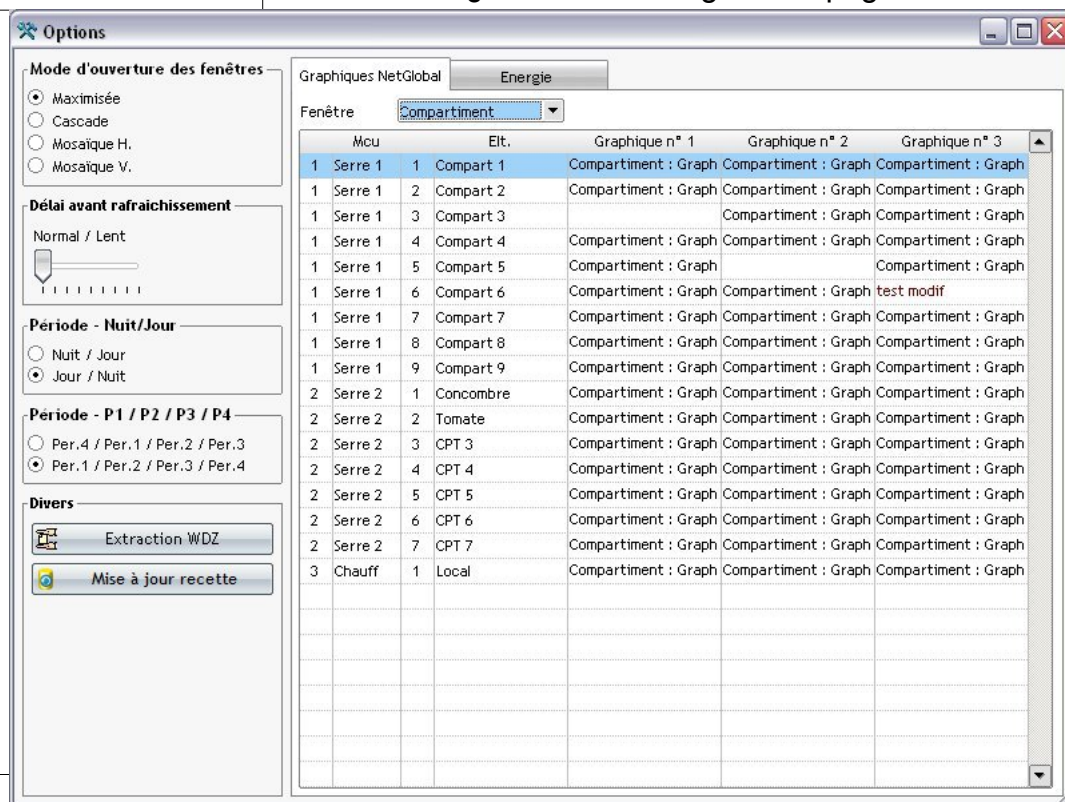 Options
Mode d'ouverture des fenêtres
Maximisée
Cascade
Mosaïque H.
Mosaïque V.
Délai avant rafraichissement
Normal / Lent
Période - Nuit/Jour
Nuit / Jour
Jour / Nuit
Période - P1 / P2 / P3 / P4
Per.4 / Per.1 / Per.2 / Per.3
Per.1 / Per.2 / Per.3 / Per.4
Divers
Extraction WDZ
Mise à jour recette
Graphiques NetGlobal Energie
Fenêtre Compartiment
Mcu Elt. Graphique n° 1 Graphique n° 2 Graphique n° 3
1 Serre 1 1 Compart 1 Compartiment : Graph Compartiment : Graph Compartiment : Graph
1 Serre 1 2 Compart 2 Compartiment : Graph Compartiment : Graph Compartiment : Graph
1 Serre 1 3 Compart 3 Compartiment : Graph Compartiment : Graph
1 Serre 1 4 Compart 4 Compartiment : Graph Compartiment : Graph Compartiment : Graph
1 Serre 1 5 Compart 5 Compartiment : Graph Compartiment : Graph
1 Serre 1 6 Compart 6 Compartiment : Graph Compartiment : Graph test modif
1 Serre 1 7 Compart 7 Compartiment : Graph Compartiment : Graph Compartiment : Graph
1 Serre 1 8 Compart 8 Compartiment : Graph Compartiment : Graph Compartiment : Graph
1 Serre 1 9 Compart 9 Compartiment : Graph Compartiment : Graph Compartiment : Graph
2 Serre 2 1 Concombre Compartiment : Graph Compartiment : Graph Compartiment : Graph
2 Serre 2 2 Tomate Compartiment : Graph Compartiment : Graph Compartiment : Graph
2 Serre 2 3 CPT 3 Compartiment : Graph Compartiment : Graph Compartiment : Graph
2 Serre 2 4 CPT 4 Compartiment : Graph Compartiment : Graph Compartiment : Graph
2 Serre 2 5 CPT 5 Compartiment : Graph Compartiment : Graph Compartiment : Graph
2 Serre 2 6 CPT 6 Compartiment : Graph Compartiment : Graph Compartiment : Graph
2 Serre 2 7 CPT 7 Compartiment : Graph Compartiment : Graph Compartiment : Graph
3 Chauff 1 Local Compartiment : Graph Compartiment : Graph Compartiment : Graph